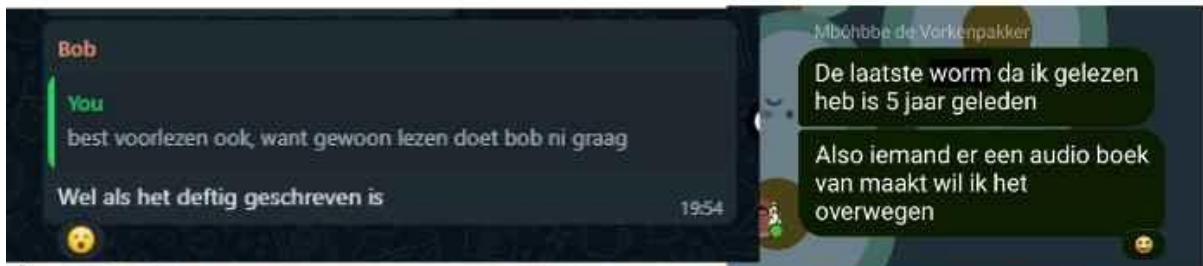 Bob
You
best voorlezen ook, want gewoon lezen doet bob ni graag
Wel als het deftig geschreven is
19:54
Mbóhbbe de Vorkenpakker
De laatste worm da ik gelezen
heb is 5 jaar geleden
Also iemand er een audio boek
van maakt wil ik het
overwegen